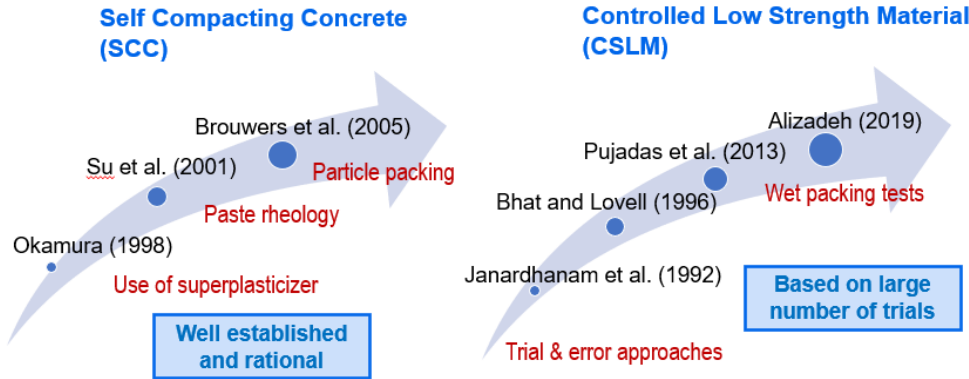 Self Compacting Concrete
(SCC)
Brouwers et al. (2005)
Su et al. (2001)
Particle packing
Paste rheology
Okamura (1998)
Use of superplasticizer
Well established
and rational
Controlled Low Strength Material
(CSLM)
Alizadeh (2019)
Pujadas et al. (2013)
Wet packing tests
Bhat and Lovell (1996)
Janardhanam et al. (1992)
Based on large
number of trials
Trial & error approaches